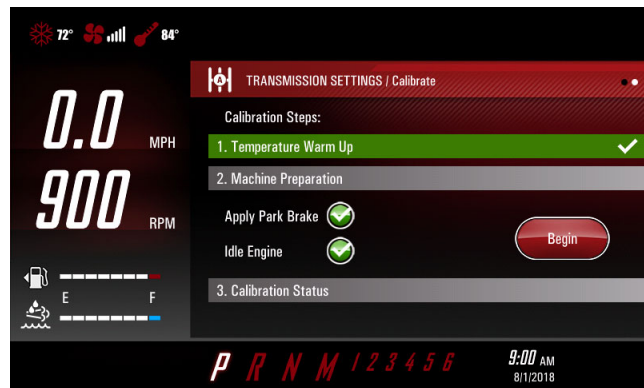 72° 84°
TRANSMISSION SETTINGS / Calibrate
Calibration Steps:
0.0 MPH
1. Temperature Warm Up
2. Machine Preparation
900 RPM
Apply Park Brake
Begin
Idle Engine
E F
3. Calibration Status
P R N M 1 2 3 4 5 6
9:00 AM
8/1/2018